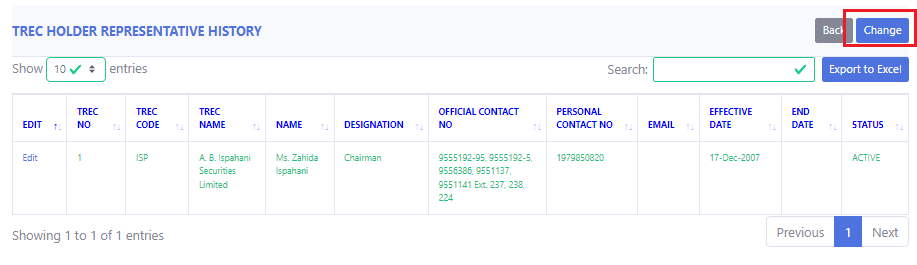 TREC HOLDER REPRESENTATIVE HISTORY
Back Change
Show 10 entries
Search:
Export to Excel
EDIT TREC NO TREC CODE TREC NAME NAME DESIGNATION OFFICIAL CONTACT NO PERSONAL CONTACT NO EMAIL EFFECTIVE DATE END DATE STATUS
Edit 1 ISP A. B. Ispahani Securities Limited Ms. Zahida Ispahani Chairman 9555192-95, 9555192-5, 9556386, 9551137, 9551141 Ext. 237, 238, 224 1979850820 17-Dec-2007 ACTIVE
Showing 1 to 1 of 1 entries
Previous 1 Next